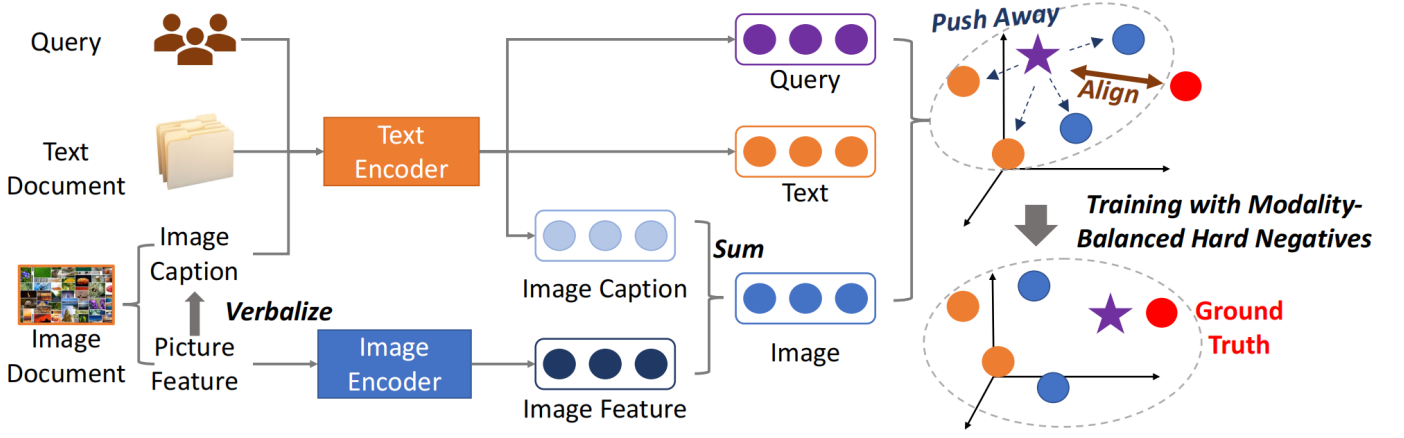 Query
Text
Document
Image
Document
Image
Caption
Verbalize
Picture
Feature
Text
Encoder
Image
Encoder
Query
Text
Image Caption
Sum
Image
Image Feature
Push Away
Align
Training with Modality-
Balanced Hard Negatives
Ground
Truth